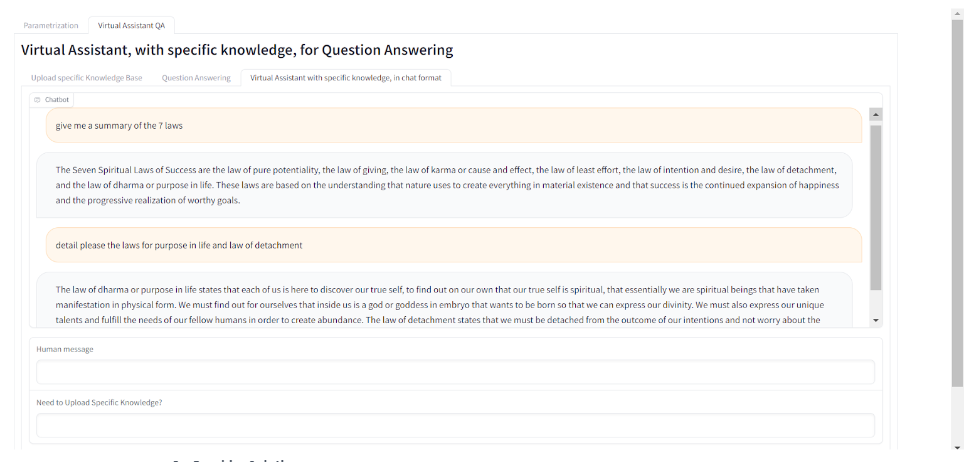 Parametrization Virtual Assistant QA
Virtual Assistant, with specific knowledge, for Question Answering
Upload specific Knowledge Base Question Answering Virtual Assistant with specific knowledge, in chat format
Chatbot
give me a summary of the 7 laws
The Seven Spiritual Laws of Success are the law of pure potentiality, the law of giving, the law of karma or cause and effect, the law of least effort, the law of intention and desire, the law of detachment,
and the law of dharma or purpose in life. These laws are based on the understanding that nature uses to create everything in material existence and that success is the continued expansion of happiness
and the progressive realization of worthy goals.
detail please the laws for purpose in life and law of detachment
The law of dharma or purpose in life states that each of us is here to discover our true self, to find out on our own that our true self is spiritual, that essentially we are spiritual beings that have taken
manifestation in physical form. We must find out for ourselves that inside us is a god or goddess in embryo that wants to be born so that we can express our divinity. We must also express our unique
talents and fulfill the needs of our fellow humans in order to create abundance. The law of detachment states that we must be detached from the outcome of our intentions and not worry about the
Human message
Need to Upload Specific Knowledge?